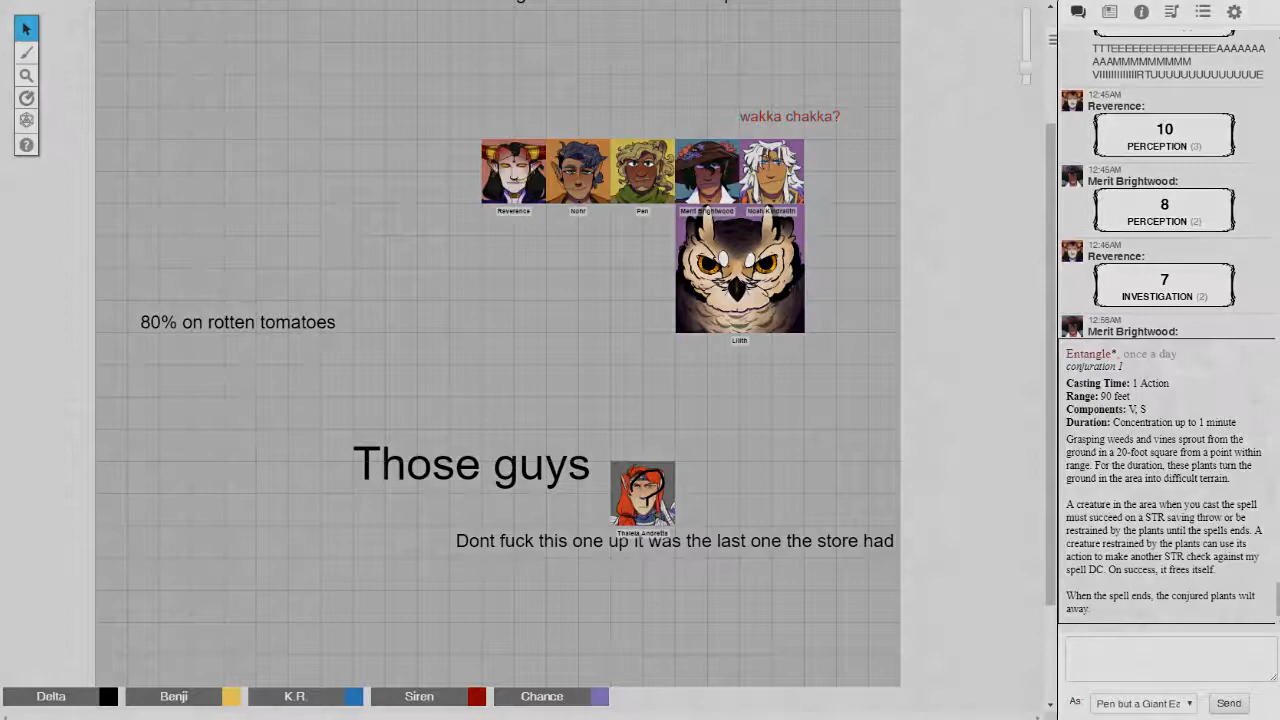 TTTEEEEEEEEEEEEEEEAAAAAA
AAAMMMMMMMMM
VIIIIIIIIIIIIRTUUUUUUUUUUUUUUE
12:45AM
Reverence:
10
PERCEPTION (3)
12:45AM
Merit Brightwood:
8
PERCEPTION (2)
12:46AM
Reverence:
7
INVESTIGATION (2)
12:58AM
Merit Brightwood:
Entangle*, once a day
conjuration 1
Casting Time: 1 Action
Range: 90 feet
Components: V, S
Duration: Concentration up to 1 minute
Grasping weeds and vines sprout from the
ground in a 20-foot square from a point within
range. For the duration, these plants turn the
ground in the area into difficult terrain.
A creature in the area when you cast the spell
must succeed on a STR saving throw or be
restrained by the plants until the spells ends. A
creature restrained by the plants can use its
action to make another STR check against my
spell DC. On success, it frees itself.
When the spell ends, the conjured plants wilt
away.
As:
Pen but a Giant Ea
Send
wakka chakka?
Reverence
Nohr
Pen
Merit Brightwood
Lilith
80% on rotten tomatoes
Those guys
Thaleia Andretta
Dont fuck this one up it was the last one the store had
Delta
Benji
K.R.
Siren
Chance